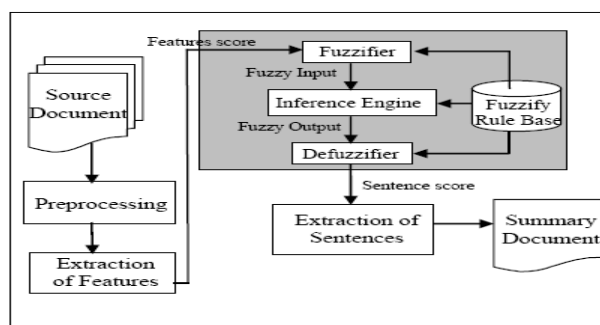 Source
Document
Preprocessing
Extraction
of Features
Features score
Fuzzifier
Fuzzy Input
Inference Engine
Fuzzy Output
Defuzzifier
Fuzzify
Rule Base
Sentence score
Extraction of
Sentences
Summary
Document